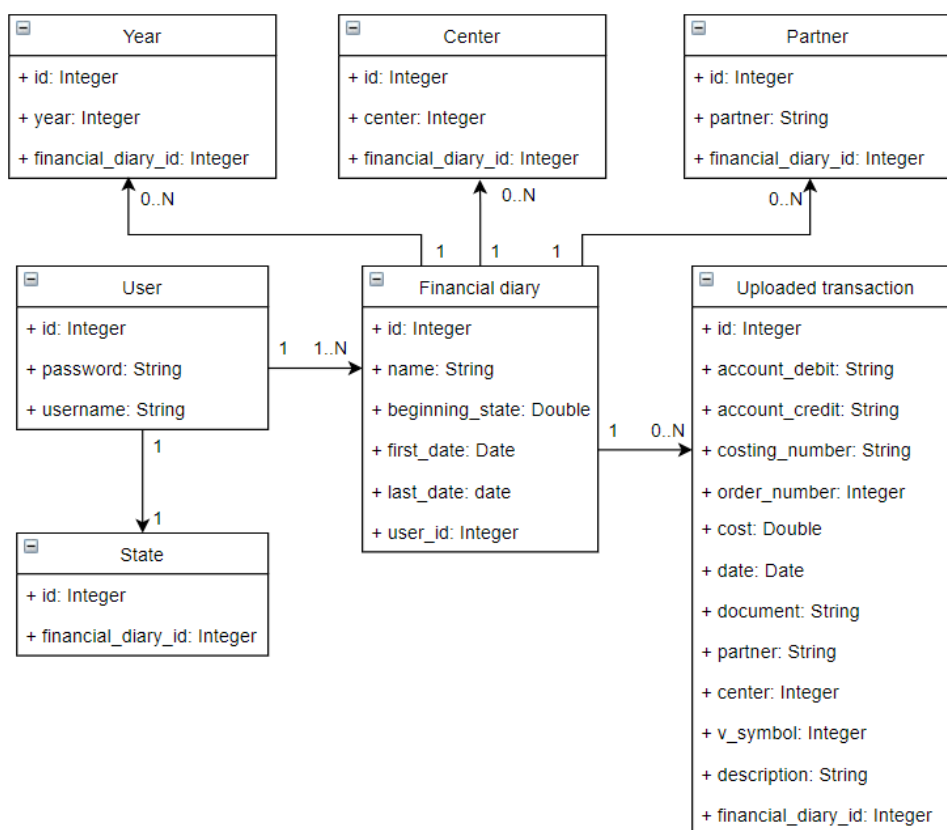 Year
+ id: Integer
+ year: Integer
+ financial_diary_id: Integer
Center
+ id: Integer
+ center: Integer
+ financial_diary_id: Integer
Partner
+ id: Integer
+ partner: String
+ financial_diary_id: Integer
0..N
0..N
0..N
1
1
1
User
+ id: Integer
+ password: String
+ username: String
1
1..N
Financial diary
+ id: Integer
+ name: String
+ beginning_state: Double
+ first_date: Date
+ last_date: date
+ user_id: Integer
1
0..N
Uploaded transaction
+ id: Integer
+ account_debit: String
+ account_credit: String
+ costing_number: String
+ order_number: Integer
+ cost: Double
+ date: Date
+ document: String
+ partner: String
+ center: Integer
+ v_symbol: Integer
+ description: String
+ financial_diary_id: Integer
1
1
State
+ id: Integer
+ financial_diary_id: Integer